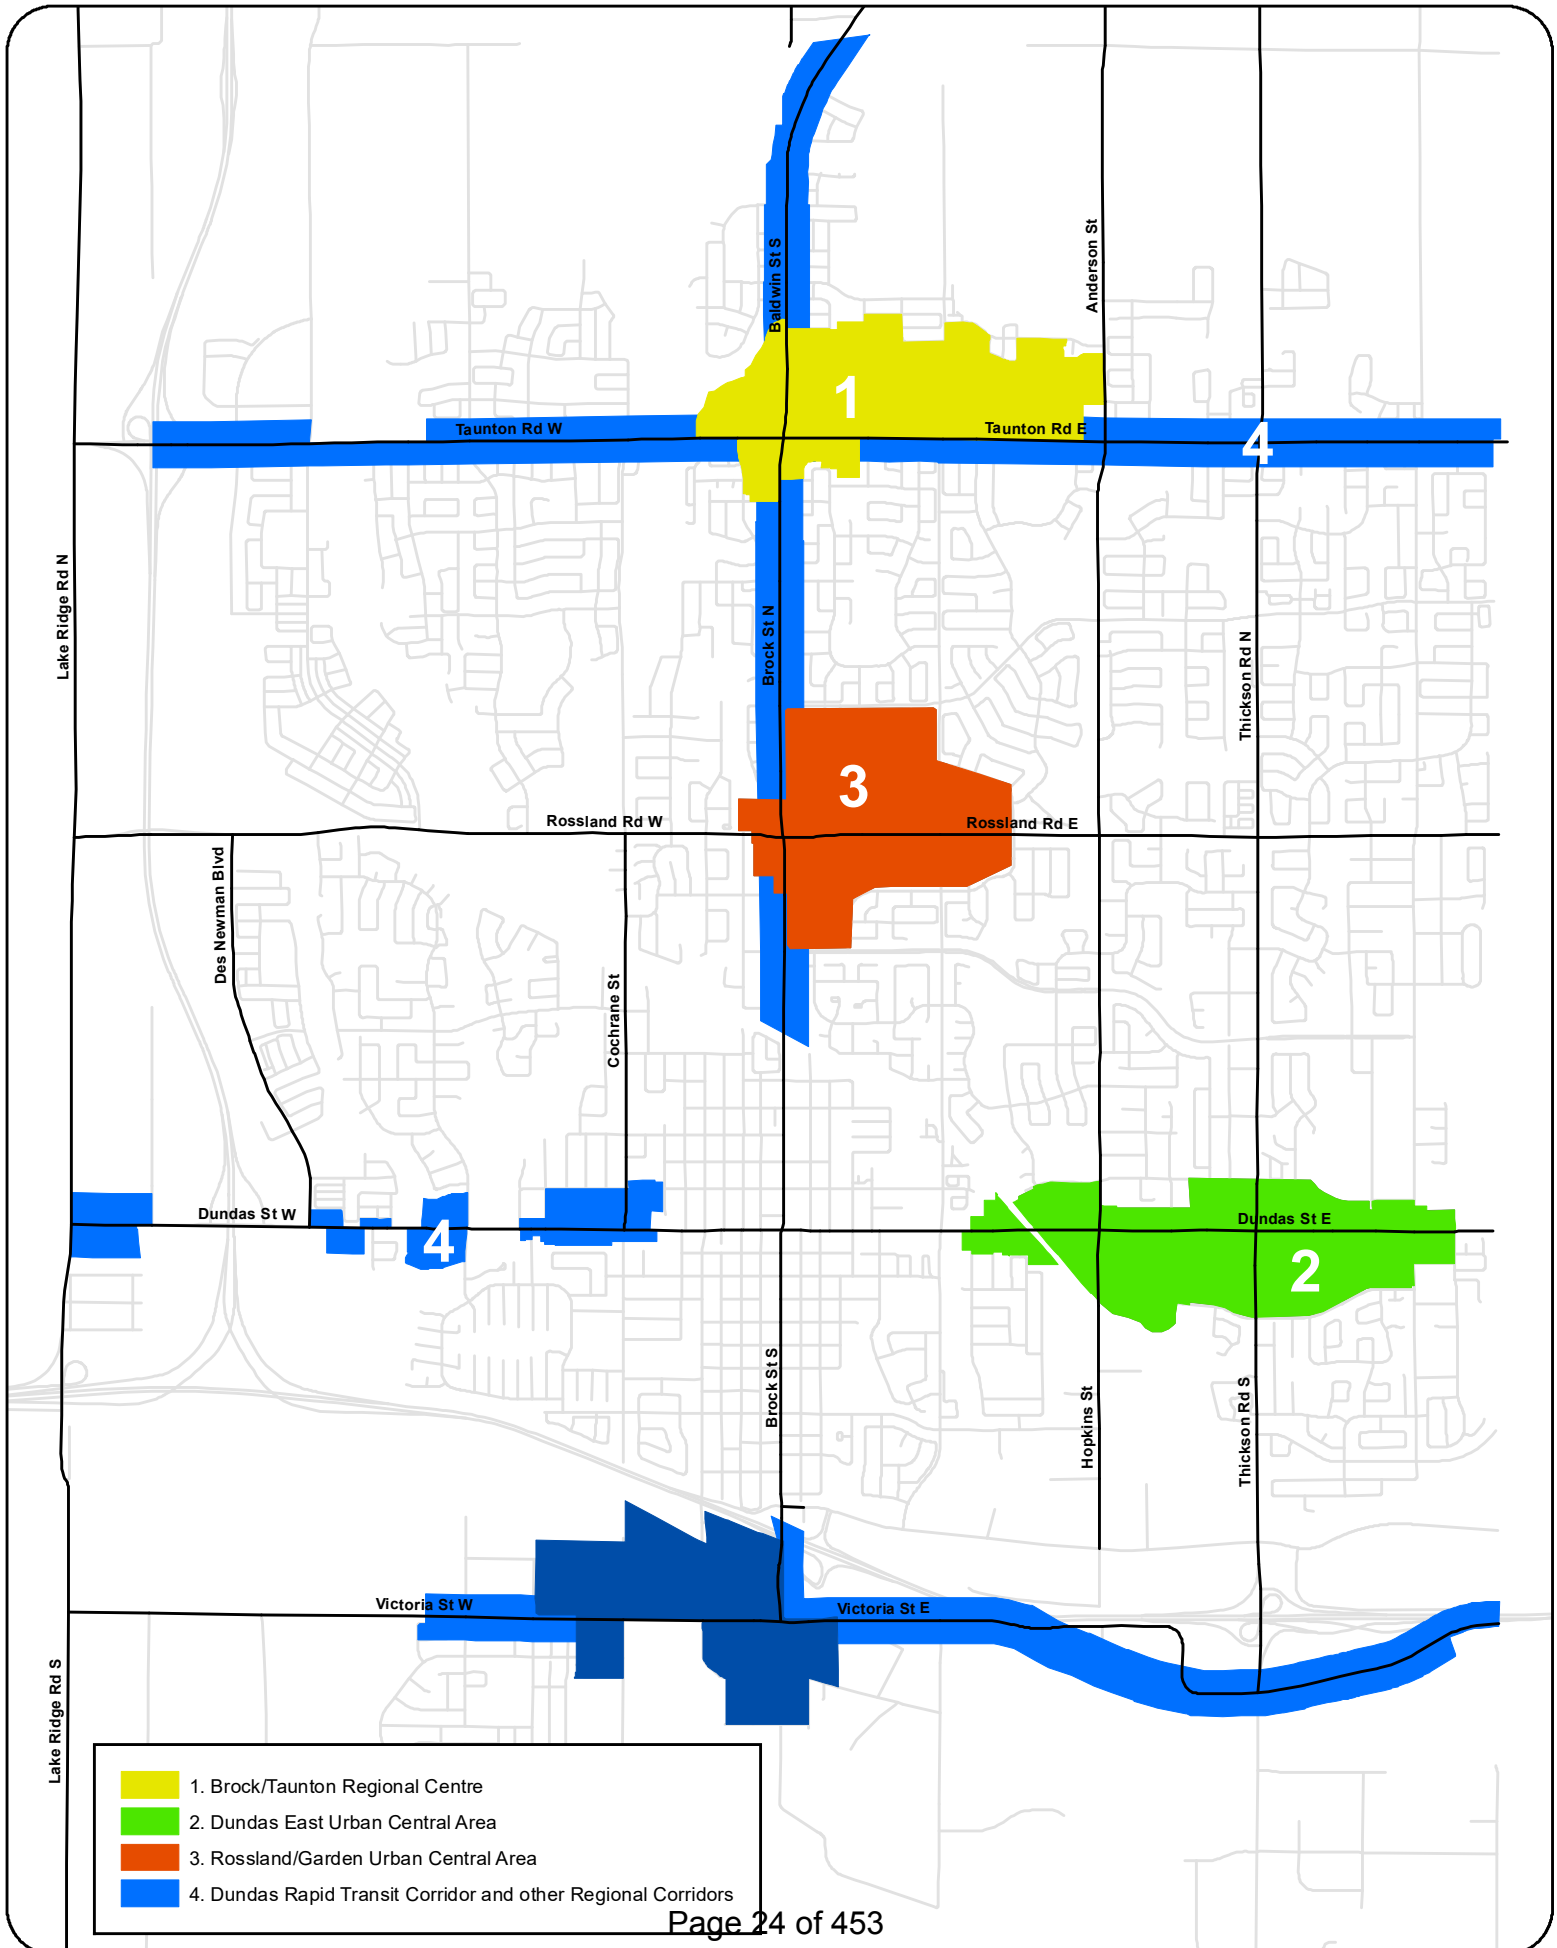 Baldwin St S
Anderson St
1
Taunton Rd W
Taunton Rd E
4
Lake Ridge Rd N
Brock St N
Thickson Rd N
3
Rossland Rd W
Rossland Rd E
Des Newman Blvd
Cochrane St
Dundas St W
4
Dundas St E
2
Brock St S
Hopkins St
Thickson Rd S
Victoria St W
Victoria St E
Lake Ridge Rd S
1. Brock/Taunton Regional Centre
2. Dundas East Urban Central Area
3. Rossland/Garden Urban Central Area
4. Dundas Rapid Transit Corridor and other Regional Corridors
Page 24 of 453